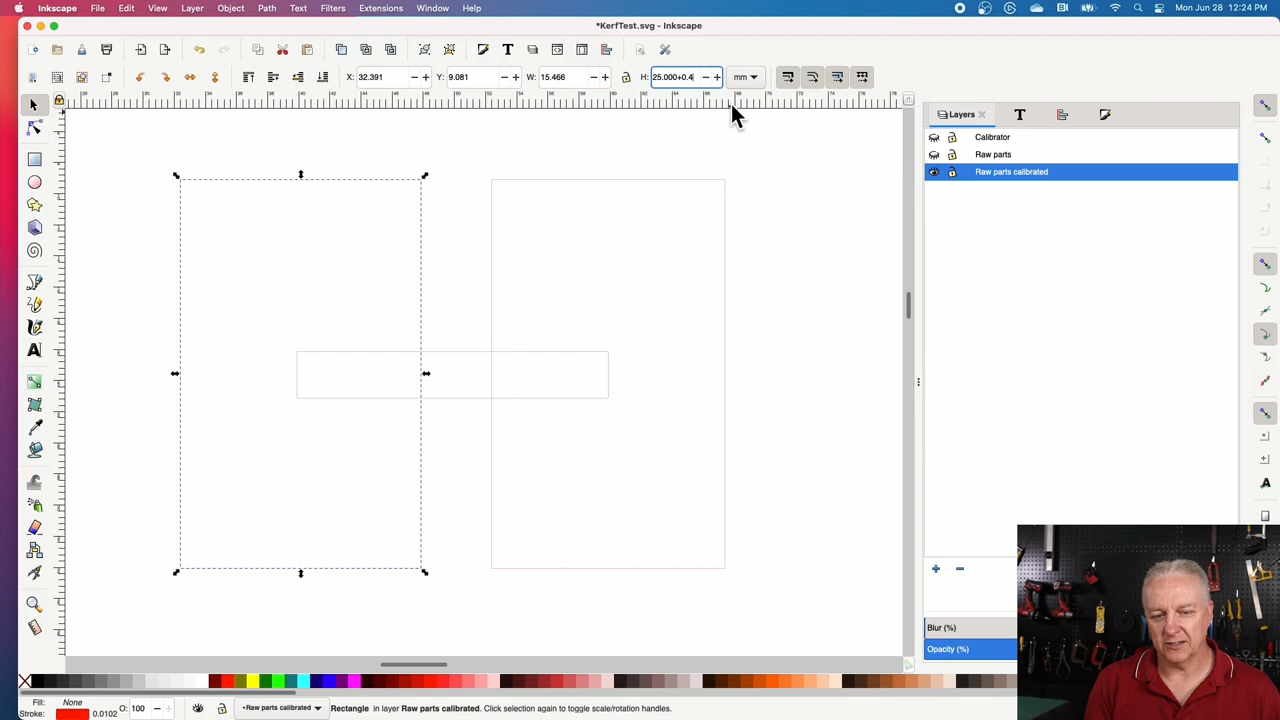 Inkscape File Edit View Layer Object Path Text Filters Extensions Window Help Mon Jun 28 12:24 PM
*KerfTest.svg - Inkscape
X: 32.391 Y: 9.081 W: 15.466 H: 25.000+0.4 mm
Layers
Calibrator
Raw parts
Raw parts calibrated
Blur (%)
Opacity (%)
Fill: None
Stroke: 0.0102 O: 100 •Raw parts calibrated Rectangle in layer Raw parts calibrated. Click selection again to toggle scale/rotation handles.